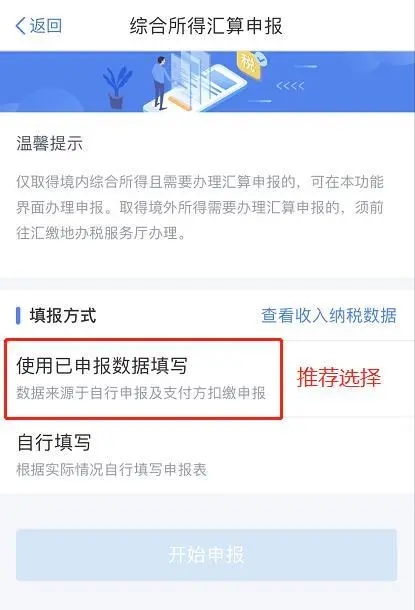 返回
综合所得汇算申报
税
温馨提示
仅取得境内综合所得且需要办理汇算申报的，可在本功能
界面办理申报。取得境外所得需要办理汇算申报的，须前
往汇缴地办税服务厅办理。
填报方式
查看收入纳税数据
使用已申报数据填写
数据来源于自行申报及支付方扣缴申报
推荐选择
自行填写
根据实际情况自行填写申报表
开始申报